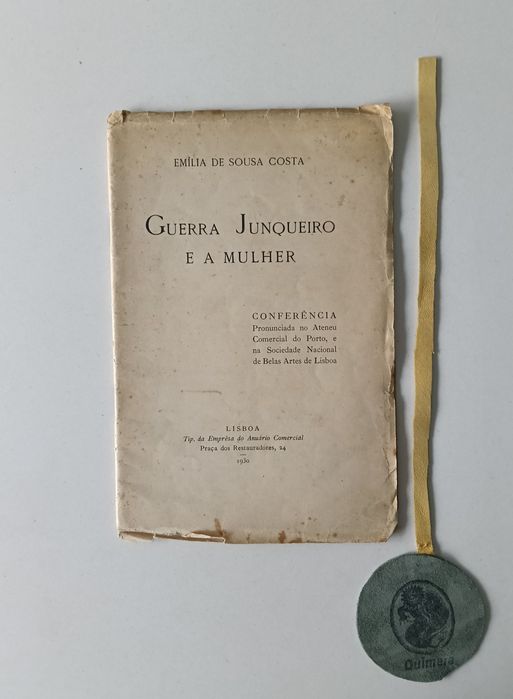 EMÍLIA DE SOUSA COSTA
GUERRA JUNQUEIRO
E A MULHER
CONFERÊNCIA
Pronunciada no Ateneu
Comercial do Porto, e
na Sociedade Nacional
de Belas Artes de Lisboa
LISBOA
Tip. da Emprêsa do Anuário Comercial
Praça dos Restauradores, 24
1930
Quimera